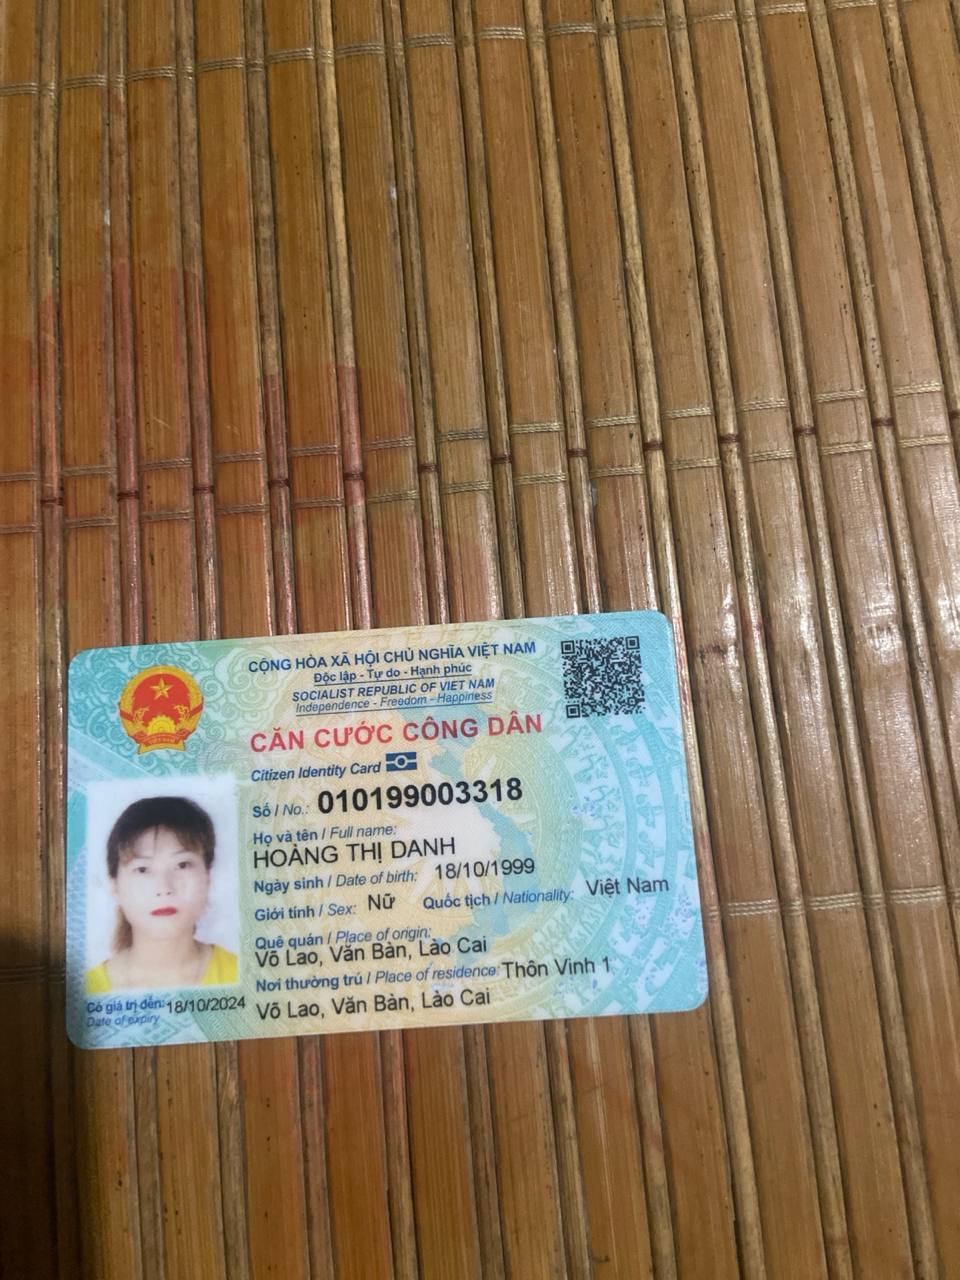 CỘNG HÒA XÃ HỘI CHỦ NGHĨA VIỆT NAM
Độc lập - Tự do - Hạnh phúc
SOCIALIST REPUBLIC OF VIET NAM
Independence - Freedom - Happiness
CĂN CƯỚC CÔNG DÂN
Citizen Identity Card
Số / No.: 010199003318
Họ và tên / Full name:
HOÀNG THỊ DANH
Ngày sinh / Date of birth: 18/10/1999
Giới tính / Sex: Nữ Quốc tịch / Nationality: Việt Nam
Quê quán / Place of origin:
Võ Lao, Văn Bàn, Lào Cai
Nơi thường trú / Place of residence: Thôn Vinh 1
Võ Lao, Văn Bàn, Lào Cai
Có giá trị đến: 18/10/2024
Date of expiry